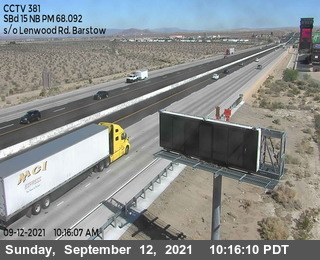 CCTV 381
SBd 15 NB PM 68.092
s/o Lenwood Rd. Barstow
MCI
EXPRESS
09-12-2021 10:16:07 AM
Sunday, September 12, 2021 10:16:10 PDT